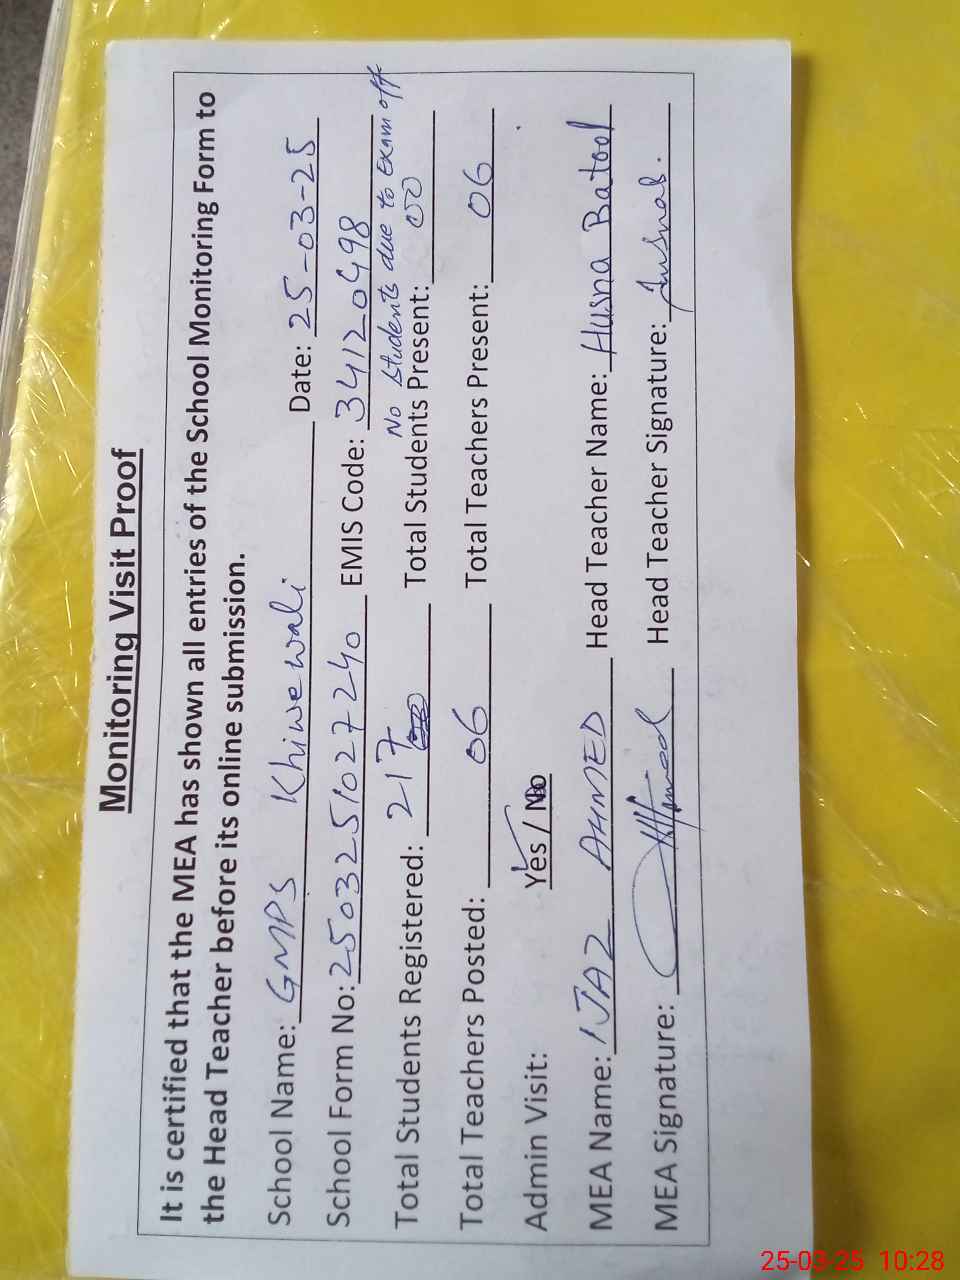 Monitoring Visit Proof
It is certified that the MEA has shown all entries of the School Monitoring Form to
the Head Teacher before its online submission.
School Name: GMPS Khiwewali Date: 25-03-25
School Form No: 2503251027240 EMIS Code: 34120498
No students due to Exam off
Total Students Registered: 217 Total Students Present: 00
Total Teachers Posted: 06 Total Teachers Present: 06
Admin Visit: Yes / No
MEA Name: IJAZ AHMED Head Teacher Name: Husna Batool
MEA Signature: Head Teacher Signature:
25-03-25 10:28